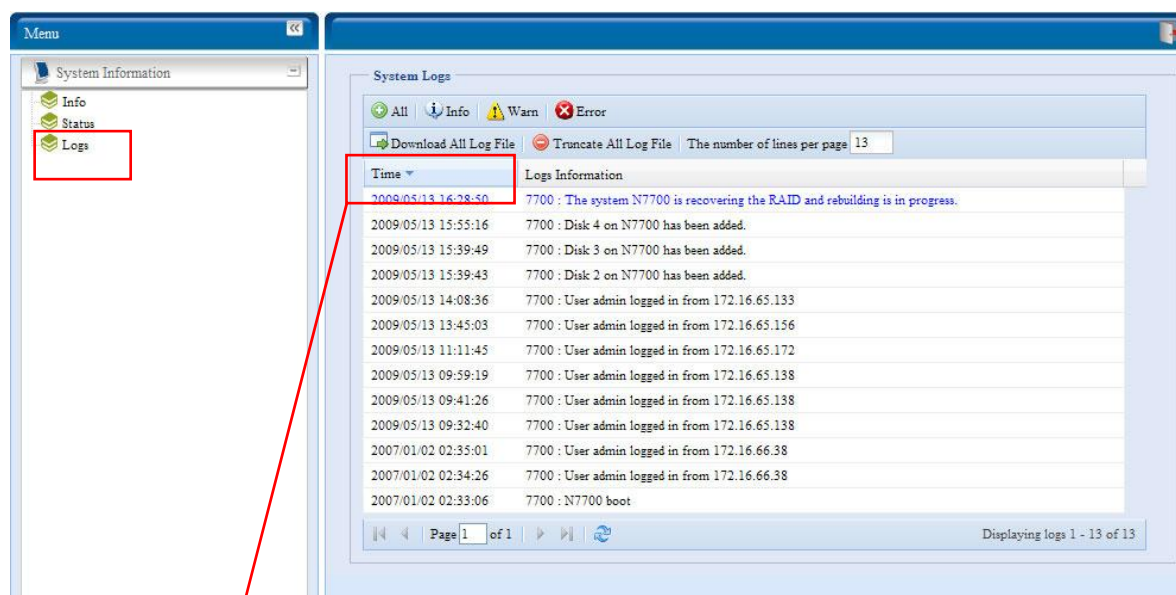 Menu
System Information
Info
Status
Logs
System Logs
All Info Warn Error
Download All Log File Truncate All Log File The number of lines per page 13
Time Logs Information
2009/05/13 16:28:50 7700 : The system N7700 is recovering the RAID and rebuilding is in progress.
2009/05/13 15:55:16 7700 : Disk 4 on N7700 has been added.
2009/05/13 15:39:49 7700 : Disk 3 on N7700 has been added.
2009/05/13 15:39:43 7700 : Disk 2 on N7700 has been added.
2009/05/13 14:08:36 7700 : User admin logged in from 172.16.65.133
2009/05/13 13:45:03 7700 : User admin logged in from 172.16.65.156
2009/05/13 11:11:45 7700 : User admin logged in from 172.16.65.172
2009/05/13 09:59:19 7700 : User admin logged in from 172.16.65.138
2009/05/13 09:41:26 7700 : User admin logged in from 172.16.65.138
2009/05/13 09:32:40 7700 : User admin logged in from 172.16.65.138
2007/01/02 02:35:01 7700 : User admin logged in from 172.16.66.38
2007/01/02 02:34:26 7700 : User admin logged in from 172.16.66.38
2007/01/02 02:33:06 7700 : N7700 boot
Page 1 of 1 Displaying logs 1 - 13 of 13